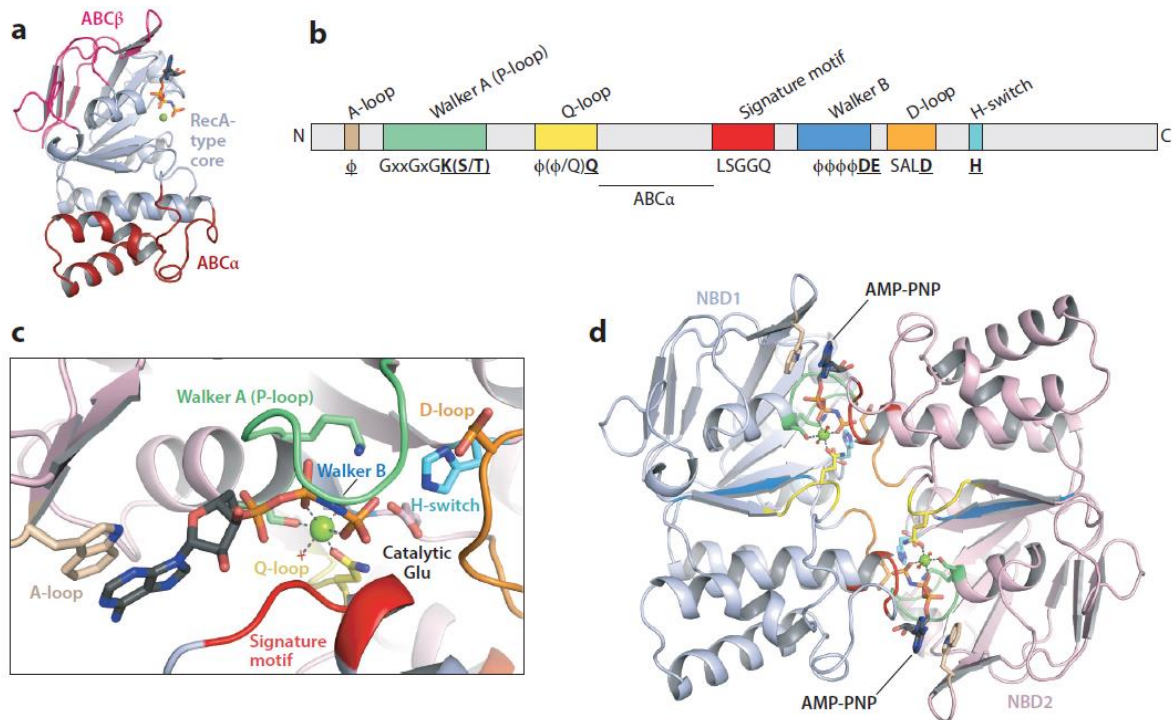 a
ABCβ
RecA-
type
core
ABCα
b
A-loop
Walker A (P-loop)
Q-loop
Signature motif
Walker B
D-loop
H-switch
N
C
ϕ
GxxGxGK(S/T)
ϕ(ϕ/Q)Q
LSGGQ
ϕϕϕϕDE
SALD
H
ABCα
c
Walker A (P-loop)
D-loop
Walker B
H-switch
Catalytic
Glu
Q-loop
A-loop
Signature
motif
d
NBD1
AMP-PNP
AMP-PNP
NBD2